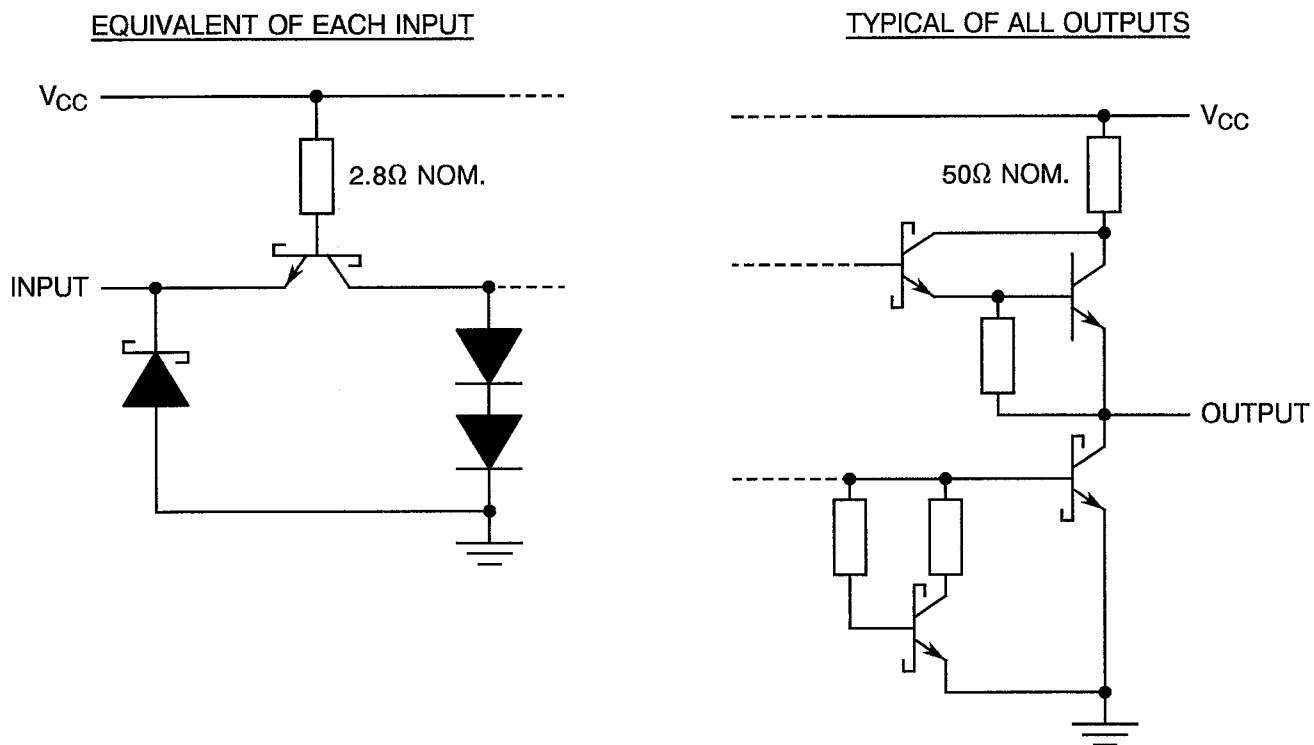 EQUIVALENT OF EACH INPUT
TYPICAL OF ALL OUTPUTS
VCC
2.8Ω NOM.
INPUT
VCC
50Ω NOM.
OUTPUT